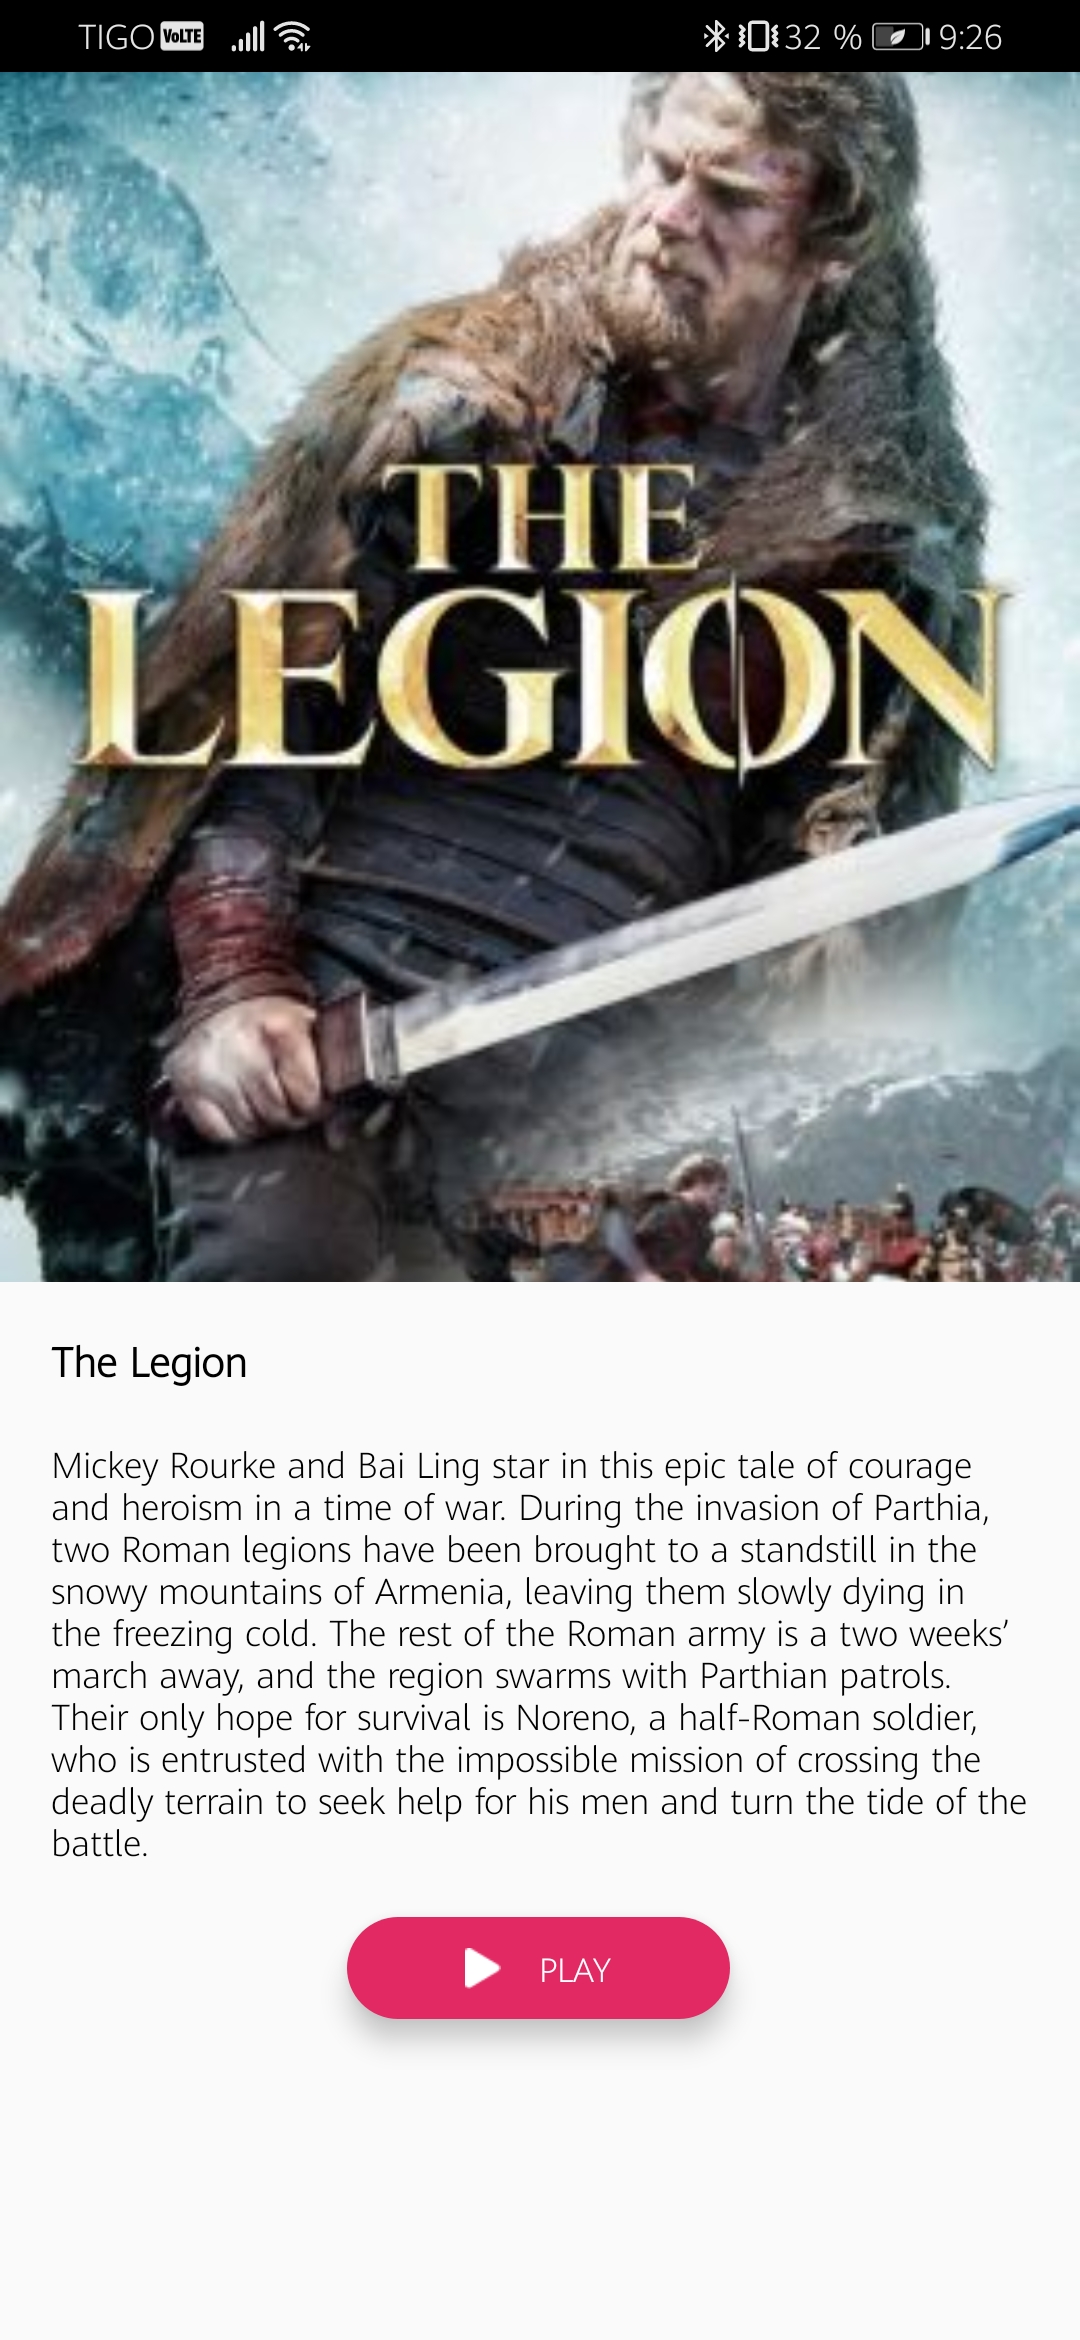 TIGO VoLTE 32 % 9:26
THE
LEGION
The Legion
Mickey Rourke and Bai Ling star in this epic tale of courage
and heroism in a time of war. During the invasion of Parthia,
two Roman legions have been brought to a standstill in the
snowy mountains of Armenia, leaving them slowly dying in
the freezing cold. The rest of the Roman army is a two weeks’
march away, and the region swarms with Parthian patrols.
Their only hope for survival is Noreno, a half-Roman soldier,
who is entrusted with the impossible mission of crossing the
deadly terrain to seek help for his men and turn the tide of the
battle.
PLAY